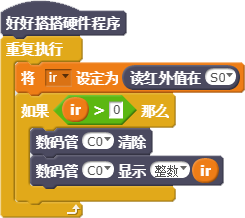 好好搭搭硬件程序
重复执行
将 ir 设定为 读红外值在 S0
如果 ir > 0 那么
数码管 C0 清除
数码管 C0 显示 整数 ir